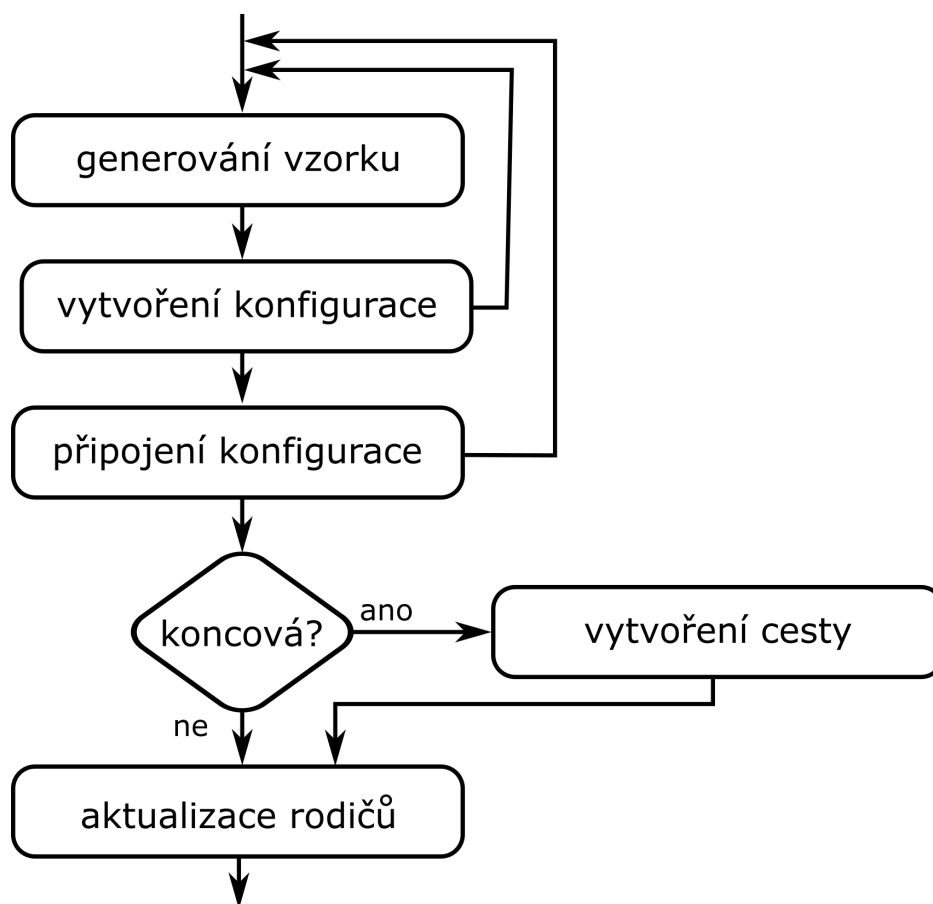 generování vzorku
vytvoření konfigurace
připojení konfigurace
koncová?
ano
vytvoření cesty
ne
aktualizace rodičů